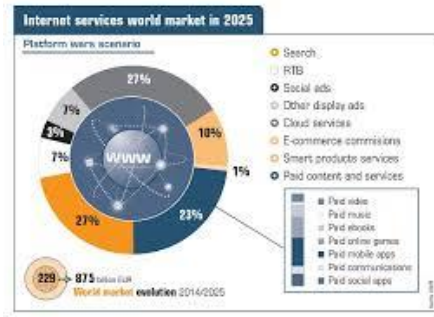 Internet services world market in 2025
Platform wars scenario
Search
RTB
Social ads
Other display ads
Cloud services
E-commerce commisions
Smart products services
Paid content and services
27%
7%
3%
7%
27%
23%
1%
10%
WWW
Paid video
Paid music
Paid ebooks
Paid online games
Paid mobile apps
Paid communications
Paid social apps
229 → 875 billion EUR
World market evolution 2014/2025